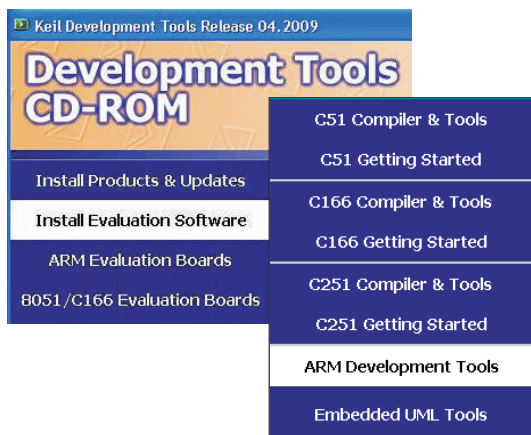 Keil Development Tools Release 04.2009
Development Tools
CD-ROM
Install Products & Updates
Install Evaluation Software
ARM Evaluation Boards
8051/C166 Evaluation Boards
C51 Compiler & Tools
C51 Getting Started
C166 Compiler & Tools
C166 Getting Started
C251 Compiler & Tools
C251 Getting Started
ARM Development Tools
Embedded UML Tools